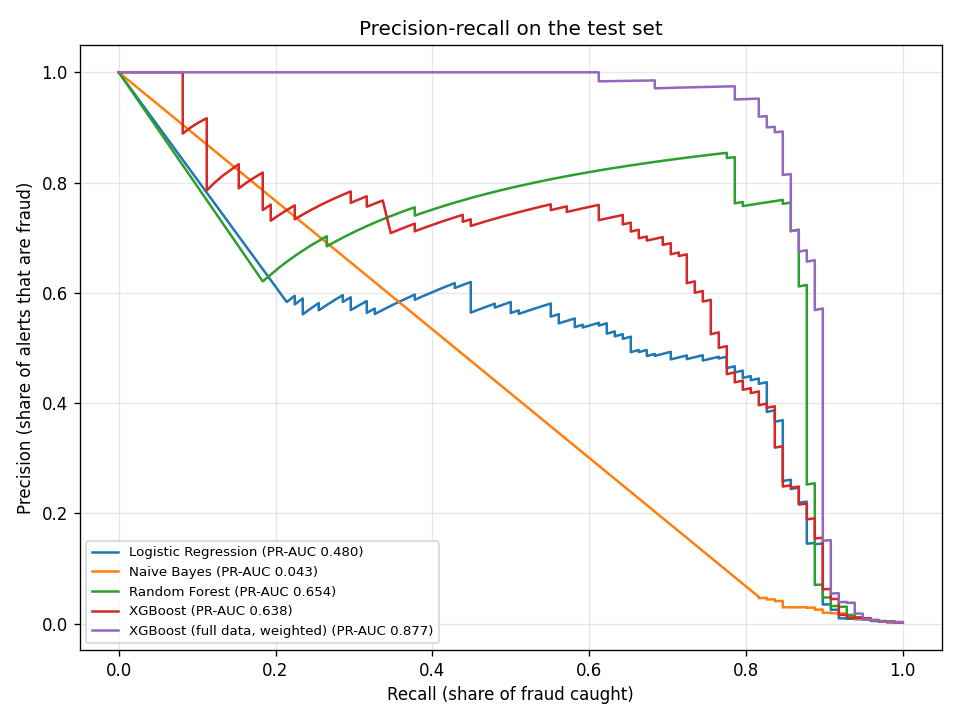 Precision-recall on the test set
Precision (share of alerts that are fraud)
1.0
0.8
0.6
0.4
0.2
0.0
Logistic Regression (PR-AUC 0.480)
Naive Bayes (PR-AUC 0.043)
Random Forest (PR-AUC 0.654)
XGBoost (PR-AUC 0.638)
XGBoost (full data, weighted) (PR-AUC 0.877)
0.0 0.2 0.4 0.6 0.8 1.0
Recall (share of fraud caught)